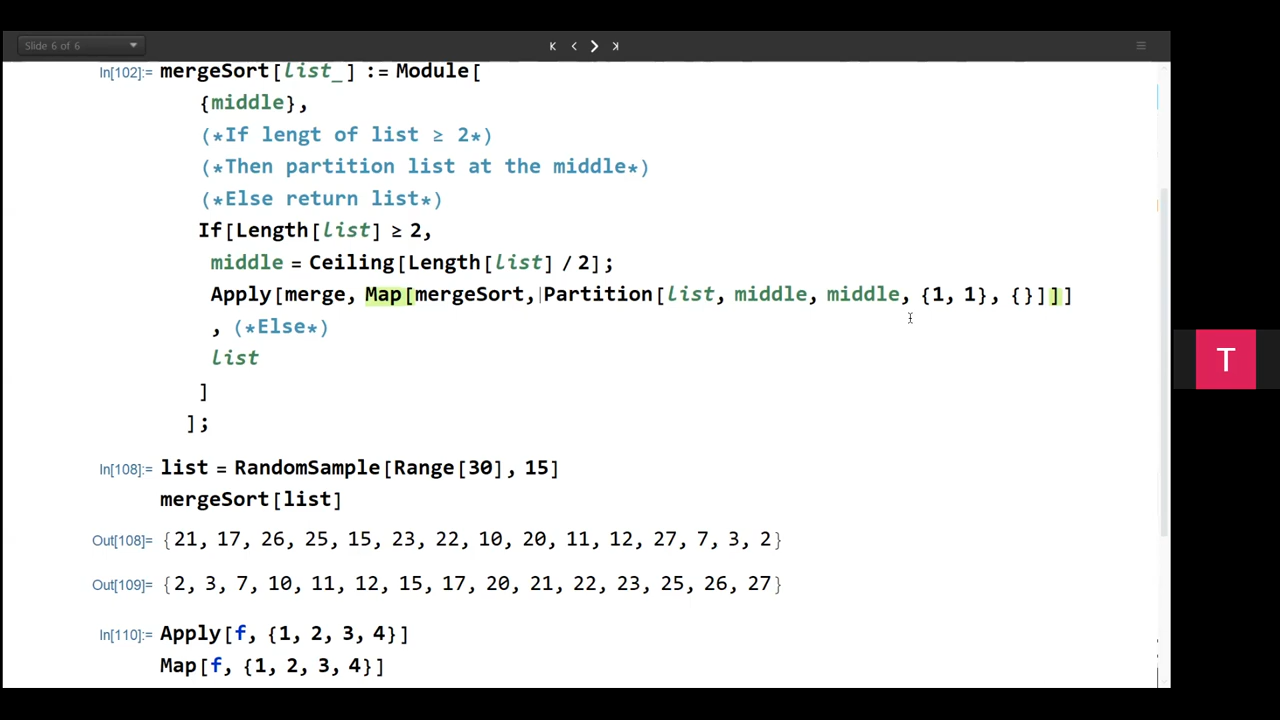 Slide 6 of 6
In[102]:= mergeSort[list_] := Module[
{middle},
(*If lengt of list ≥ 2*)
(*Then partition list at the middle*)
(*Else return list*)
If[Length[list] ≥ 2,
middle = Ceiling[Length[list] / 2];
Apply[merge, Map[mergeSort, Partition[list, middle, middle, {1, 1}, {}]]]
, (*Else*)
list
]
];
In[108]:= list = RandomSample[Range[30], 15]
mergeSort[list]
Out[108]= {21, 17, 26, 25, 15, 23, 22, 10, 20, 11, 12, 27, 7, 3, 2}
Out[109]= {2, 3, 7, 10, 11, 12, 15, 17, 20, 21, 22, 23, 25, 26, 27}
In[110]:= Apply[f, {1, 2, 3, 4}]
Map[f, {1, 2, 3, 4}]
T